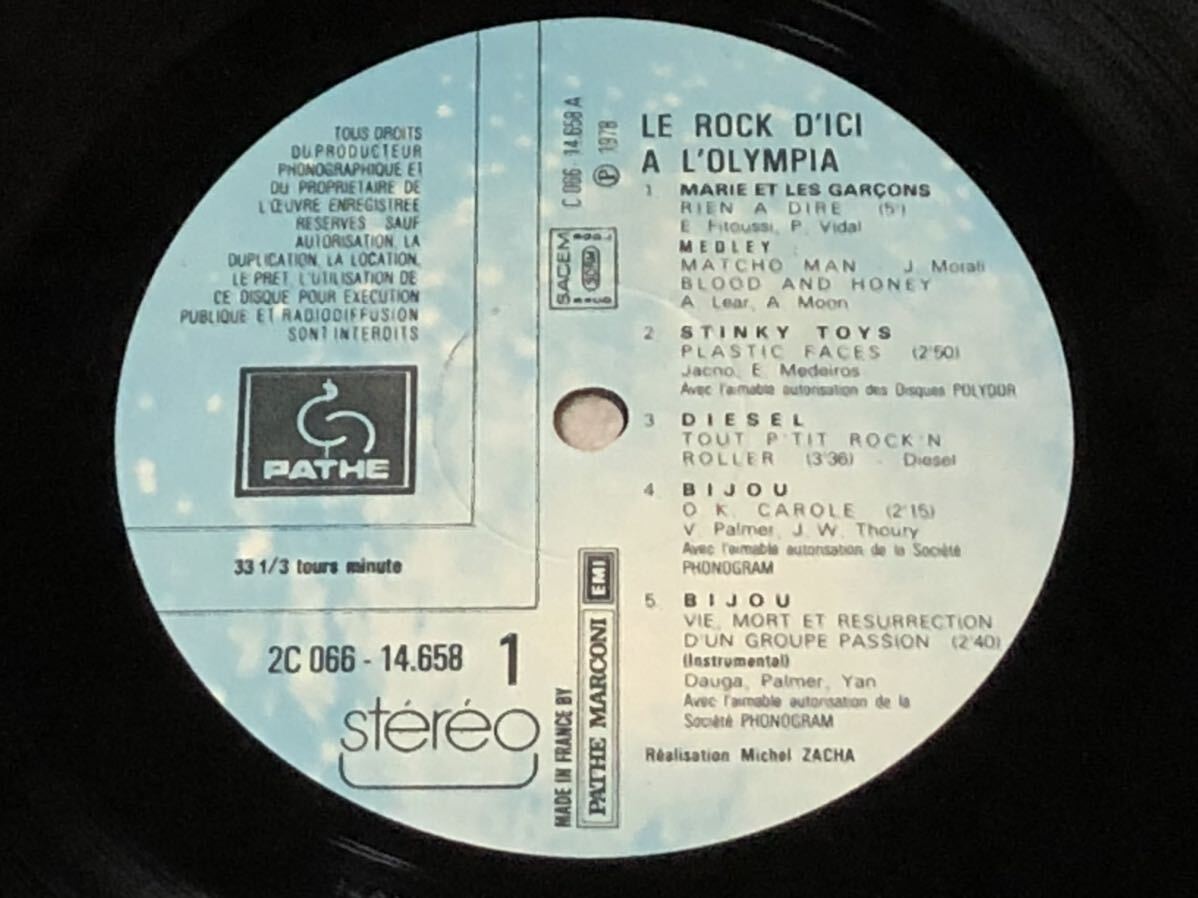 TOUS DROITS
DU PRODUCTEUR
PHONOGRAPHIQUE ET
DU PROPRIETAIRE DE
L'ŒUVRE ENREGISTREE
RESERVES SAUF
AUTORISATION, LA
DUPLICATION, LA LOCATION,
LE PRET, L'UTILISATION DE
CE DISQUE POUR EXECUTION
PUBLIQUE ET RADIODIFFUSION
SONT INTERDITS
PATHE
33 1/3 tours minute
2C 066 - 14.658 1
stéréo
C 066 - 14.658 A
Ⓟ 1978
SACEM
MADE IN FRANCE BY
PATHE MARCONI EMI
LE ROCK D'ICI
A L'OLYMPIA
1 MARIE ET LES GARÇONS
RIEN A DIRE (5')
E. Fitoussi, P. Vidal
MEDLEY :
MATCHO MAN J. Morali
BLOOD AND HONEY
A. Lear, A. Moon
2 STINKY TOYS
PLASTIC FACES (2'50)
Jacno, E. Medeiros
Avec l'aimable autorisation des Disques POLYDOR
3 DIESEL
TOUT P'TIT ROCK'N
ROLLER (3'36) - Diesel
4 BIJOU
O.K. CAROLE (2'15)
V. Palmer, J.W. Thoury
Avec l'aimable autorisation de la Société
PHONOGRAM
5. BIJOU
VIE, MORT ET RESURRECTION
D'UN GROUPE PASSION (2'40)
(Instrumental)
Dauga, Palmer, Yan
Avec l'aimable autorisation de la
Société PHONOGRAM
Réalisation Michel ZACHA